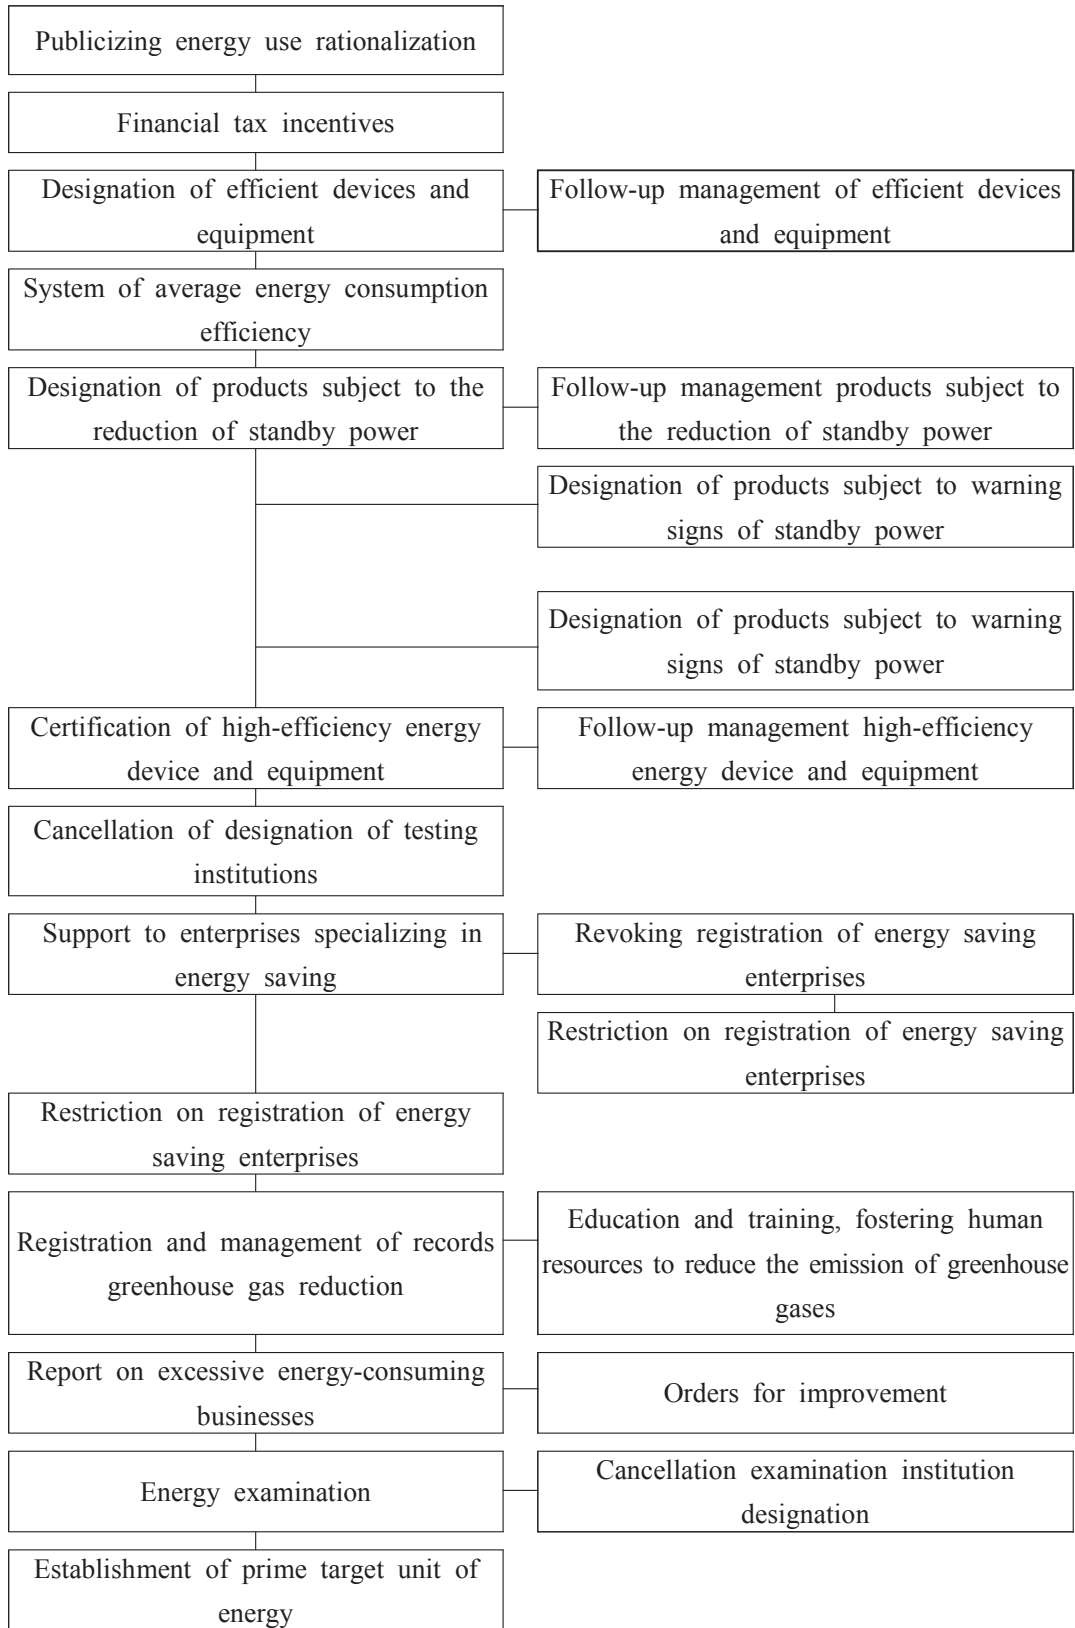 Publicizing energy use rationalization
Financial tax incentives
Designation of efficient devices and
equipment
Follow-up management of efficient devices
and equipment
System of average energy consumption
efficiency
Designation of products subject to the
reduction of standby power
Follow-up management products subject to
the reduction of standby power
Designation of products subject to warning
signs of standby power
Designation of products subject to warning
signs of standby power
Certification of high-efficiency energy
device and equipment
Follow-up management high-efficiency
energy device and equipment
Cancellation of designation of testing
institutions
Support to enterprises specializing in
energy saving
Revoking registration of energy saving
enterprises
Restriction on registration of energy saving
enterprises
Restriction on registration of energy
saving enterprises
Registration and management of records
greenhouse gas reduction
Education and training, fostering human
resources to reduce the emission of greenhouse
gases
Report on excessive energy-consuming
businesses
Orders for improvement
Energy examination
Cancellation examination institution
designation
Establishment of prime target unit of
energy